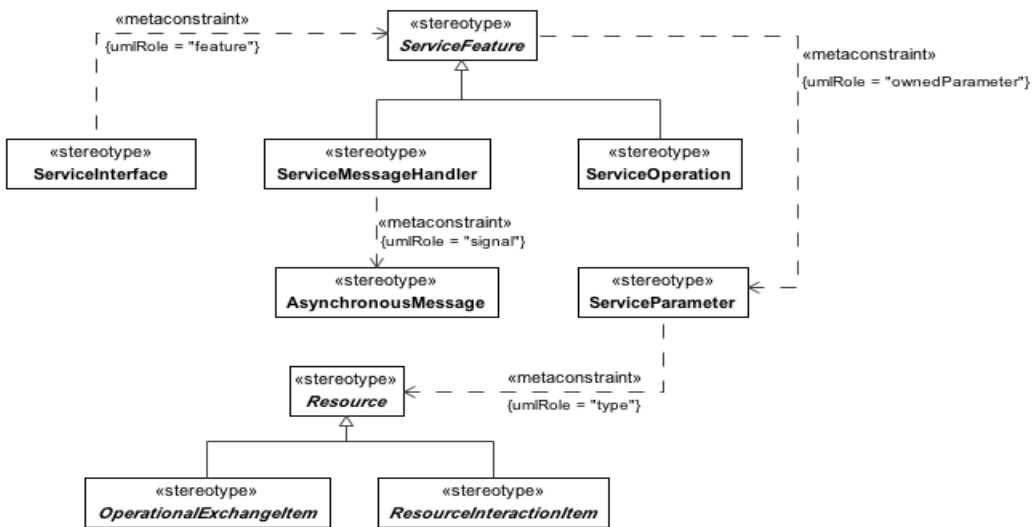 «metaconstraint»
{umlRole = "feature"}
«stereotype»
ServiceFeature
«metaconstraint»
{umlRole = "ownedParameter"}
«stereotype»
ServiceInterface
«stereotype»
ServiceMessageHandler
«stereotype»
ServiceOperation
«metaconstraint»
{umlRole = "signal"}
«stereotype»
AsynchronousMessage
«stereotype»
ServiceParameter
«stereotype»
Resource
«metaconstraint»
{umlRole = "type"}
«stereotype»
OperationalExchangeItem
«stereotype»
ResourceInteractionItem